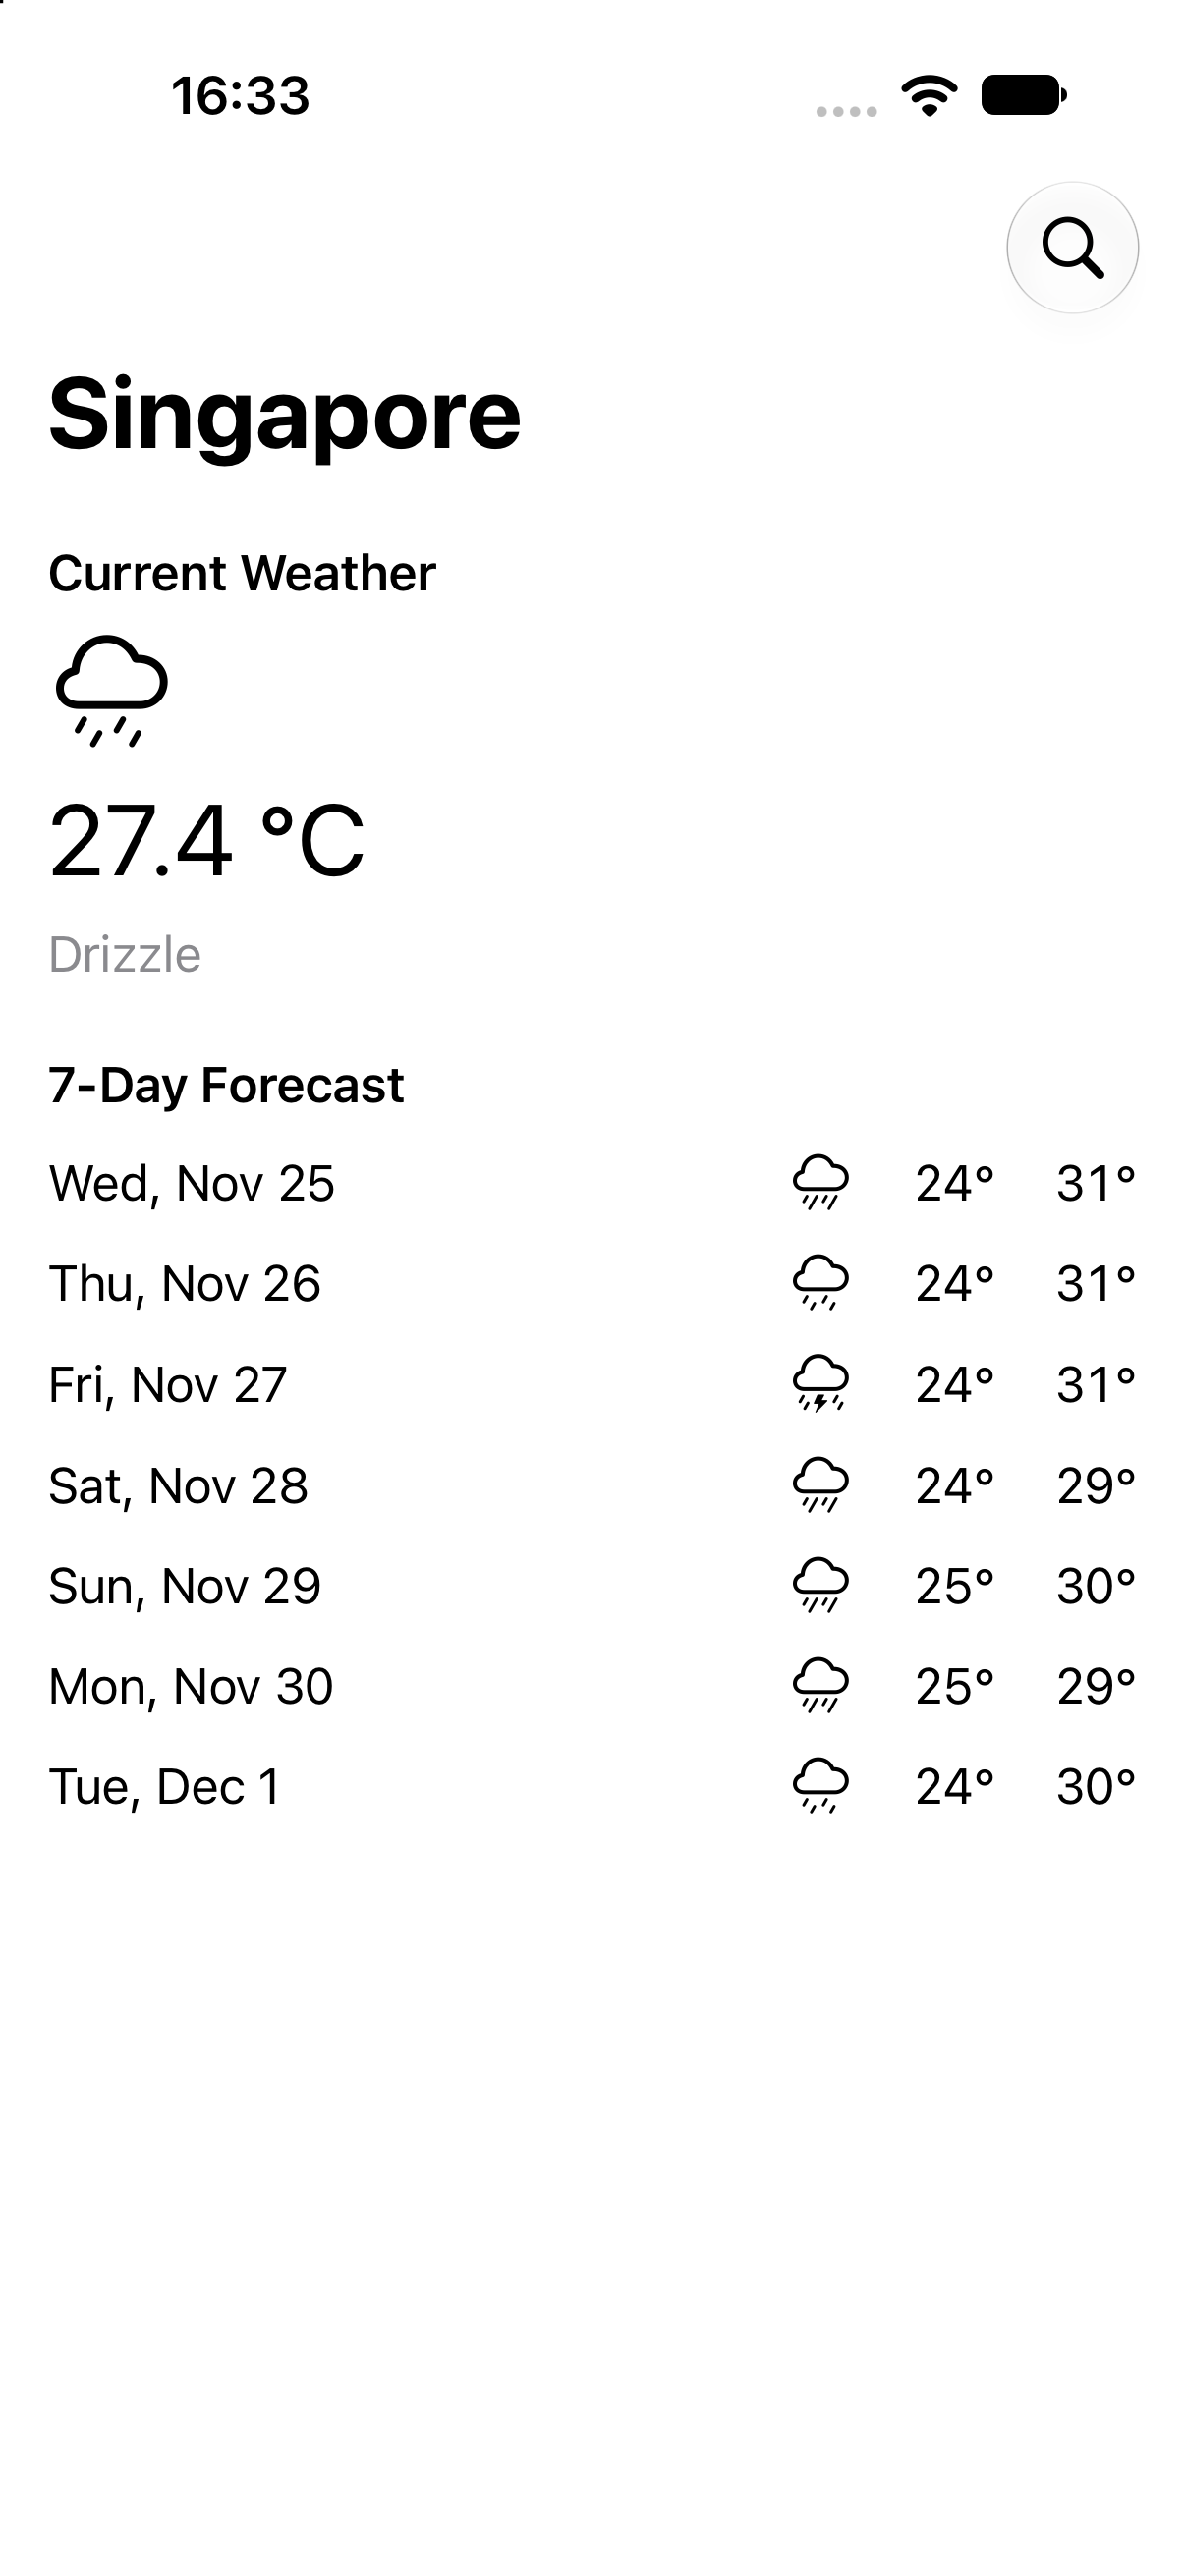 16:33
Singapore
Current Weather
27.4 °C
Drizzle
7-Day Forecast
Wed, Nov 25 24° 31°
Thu, Nov 26 24° 31°
Fri, Nov 27 24° 31°
Sat, Nov 28 24° 29°
Sun, Nov 29 25° 30°
Mon, Nov 30 25° 29°
Tue, Dec 1 24° 30°